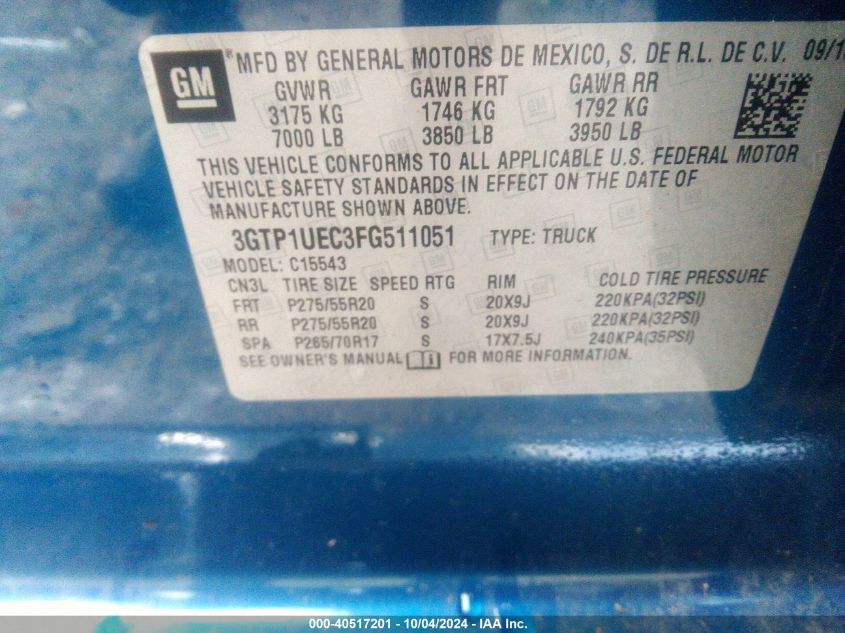 GM ® MFD BY GENERAL MOTORS DE MEXICO, S. DE R.L. DE C.V. 09/1
GVWR GAWR FRT GAWR RR
3175 KG 1746 KG 1792 KG
7000 LB 3850 LB 3950 LB
THIS VEHICLE CONFORMS TO ALL APPLICABLE U.S. FEDERAL MOTOR
VEHICLE SAFETY STANDARDS IN EFFECT ON THE DATE OF
MANUFACTURE SHOWN ABOVE.
3GTP1UEC3FG511051 TYPE: TRUCK
MODEL: C15543
CN3L TIRE SIZE SPEED RTG RIM COLD TIRE PRESSURE
FRT P275/55R20 S 20X9J 220KPA(32PSI)
RR P275/55R20 S 20X9J 220KPA(32PSI)
SPA P265/70R17 S 17X7.5J 240KPA(35PSI)
SEE OWNER'S MANUAL FOR MORE INFORMATION.
000-40517201 - 10/04/2024 - IAA Inc.